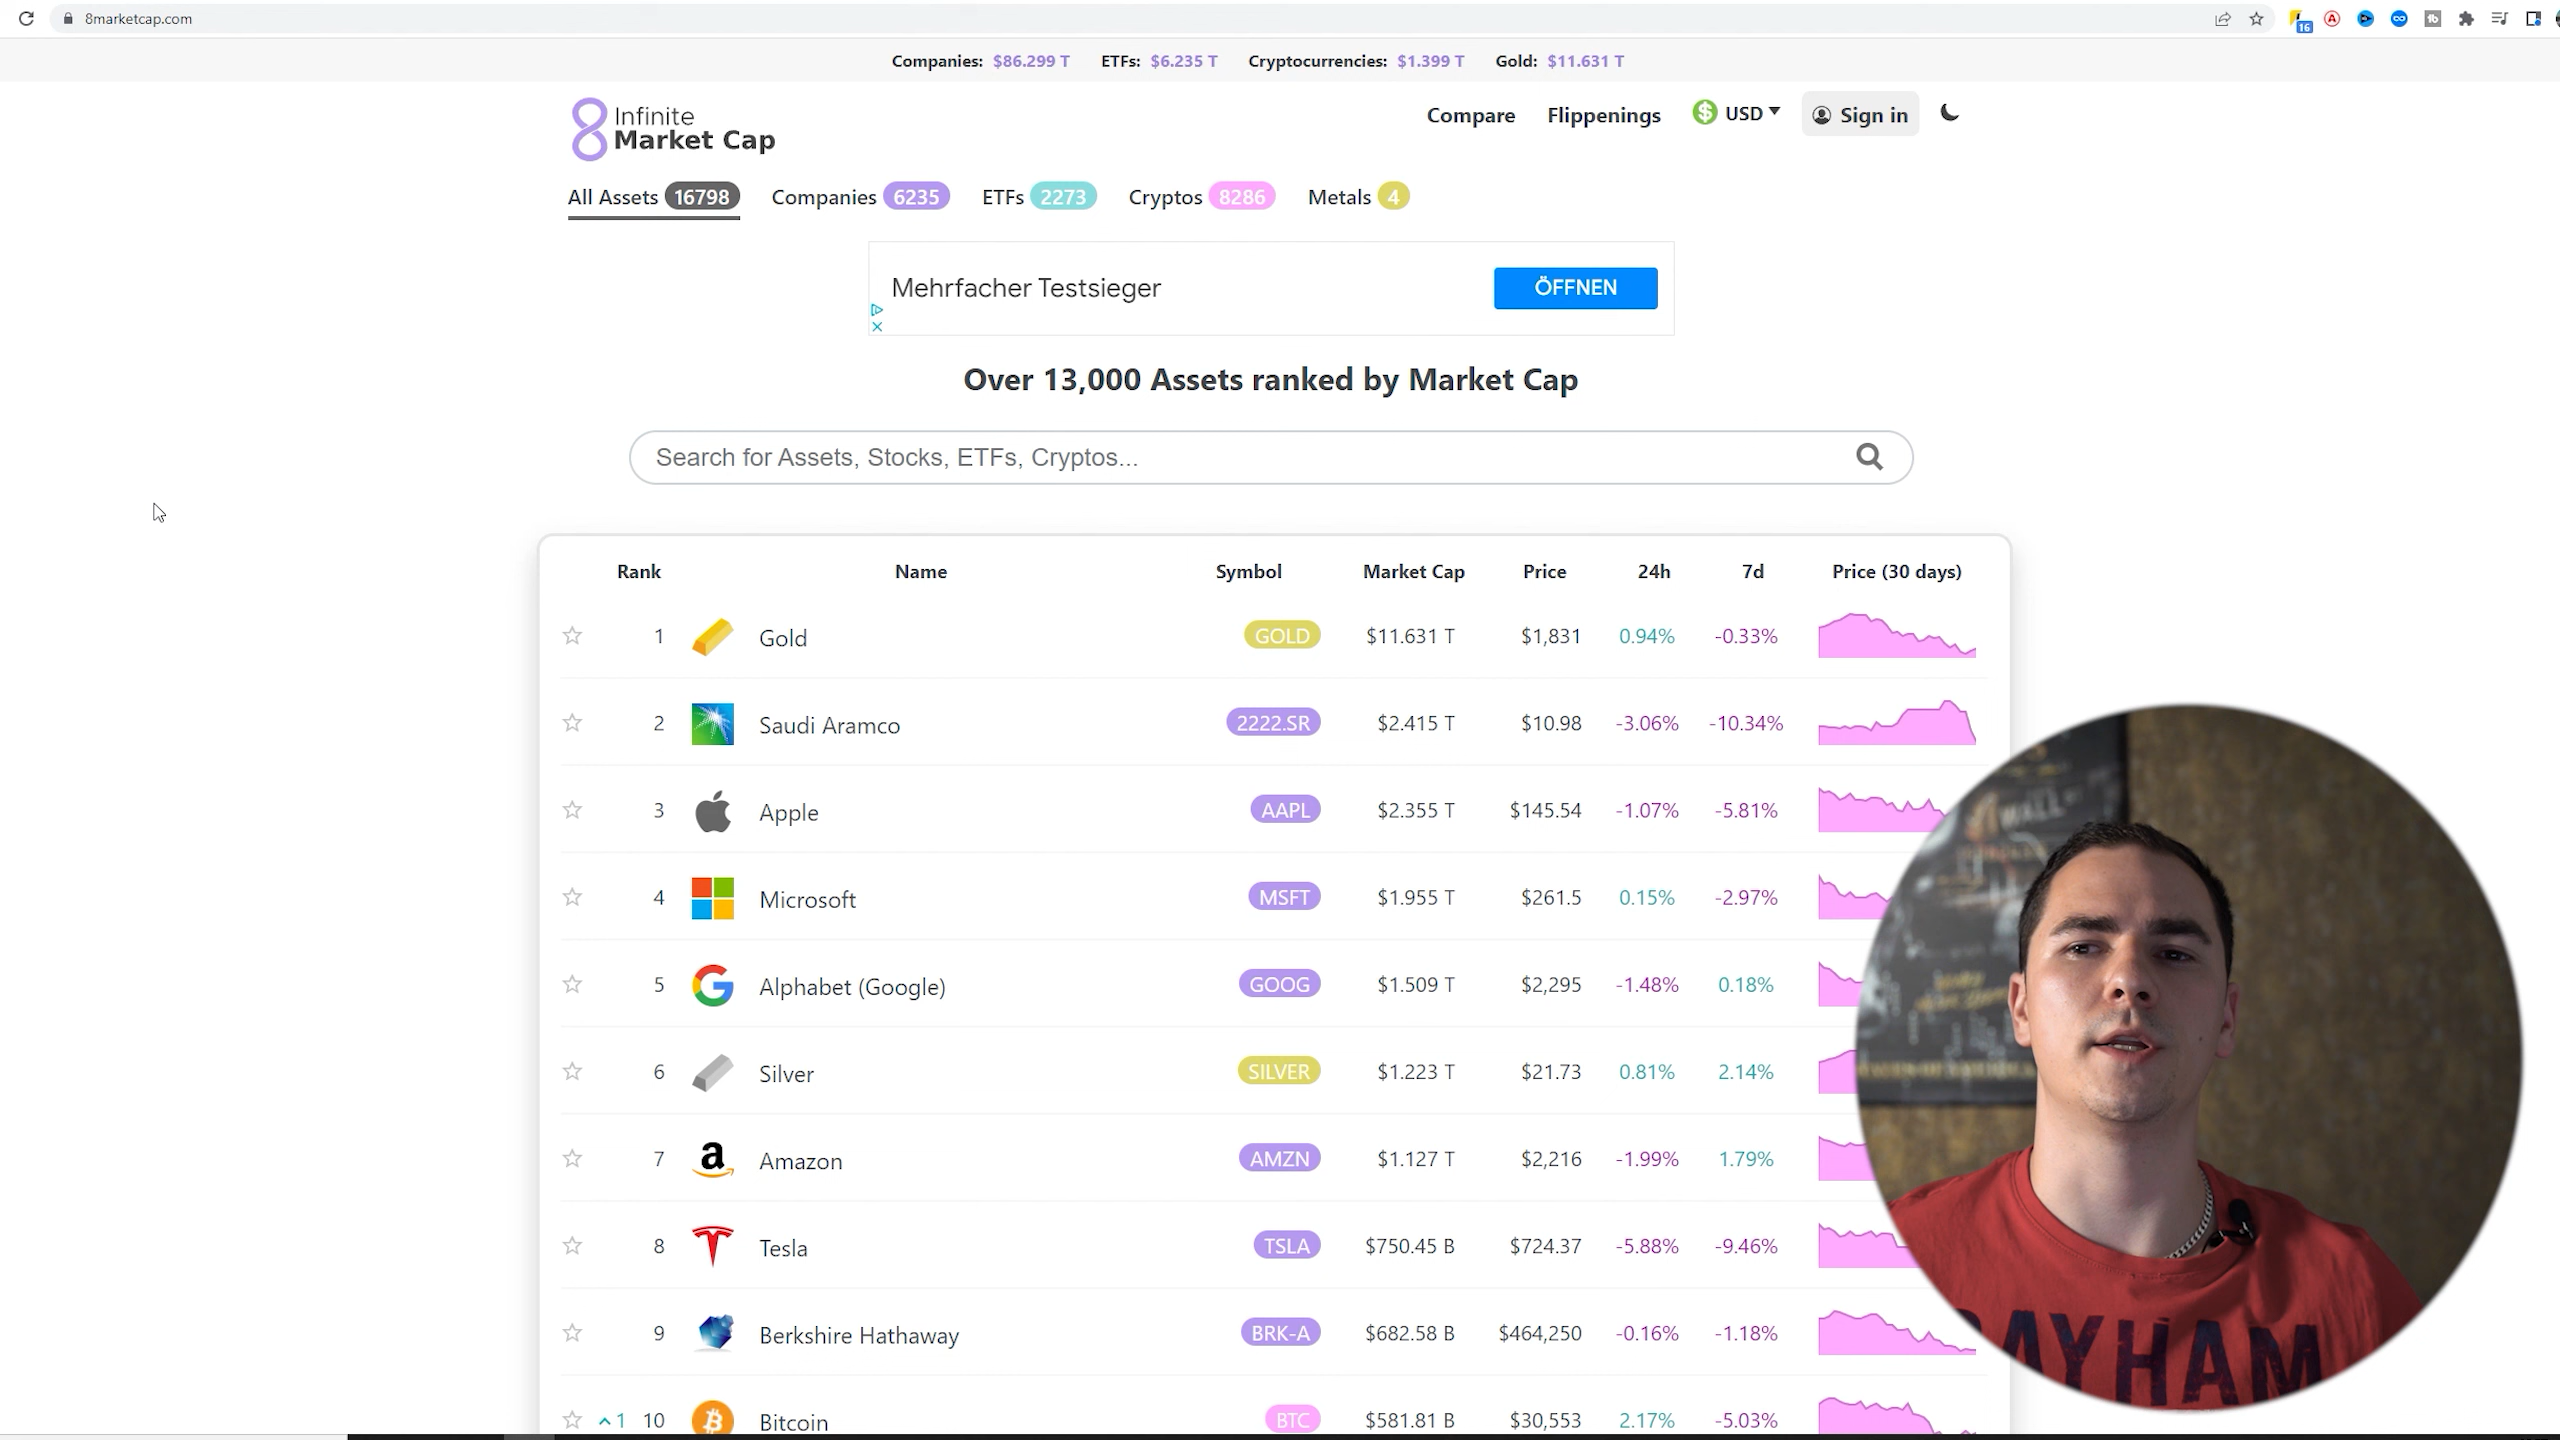 8marketcap.com
16
Companies: $86.299 T ETFs: $6.235 T Cryptocurrencies: $1.399 T Gold: $11.631 T
Infinite
Market Cap
Compare Flippenings USD Sign in
All Assets 16798 Companies 6235 ETFs 2273 Cryptos 8286 Metals 4
Mehrfacher Testsieger ÖFFNEN
Over 13,000 Assets ranked by Market Cap
Search for Assets, Stocks, ETFs, Cryptos...
Rank Name Symbol Market Cap Price 24h 7d Price (30 days)
1 Gold GOLD $11.631 T $1,831 0.94% -0.33%
2 Saudi Aramco 2222.SR $2.415 T $10.98 -3.06% -10.34%
3 Apple AAPL $2.355 T $145.54 -1.07% -5.81%
4 Microsoft MSFT $1.955 T $261.5 0.15% -2.97%
5 Alphabet (Google) GOOG $1.509 T $2,295 -1.48% 0.18%
6 Silver SILVER $1.223 T $21.73 0.81% 2.14%
7 Amazon AMZN $1.127 T $2,216 -1.99% 1.79%
8 Tesla TSLA $750.45 B $724.37 -5.88% -9.46%
9 Berkshire Hathaway BRK-A $682.58 B $464,250 -0.16% -1.18%
1 10 Bitcoin BTC $581.81 B $30,553 2.17% -5.03%
AYHAM